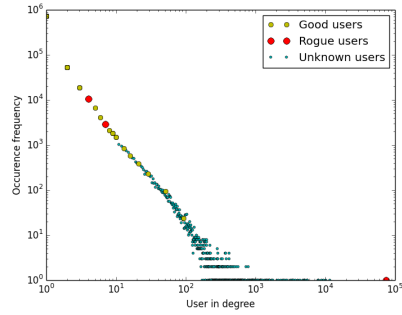 10^6
10^5
10^4
10^3
10^2
10^1
10^0
Occurence frequency
Good users
Rogue users
Unknown users
10^0 10^1 10^2 10^3 10^4 10^5
User in degree